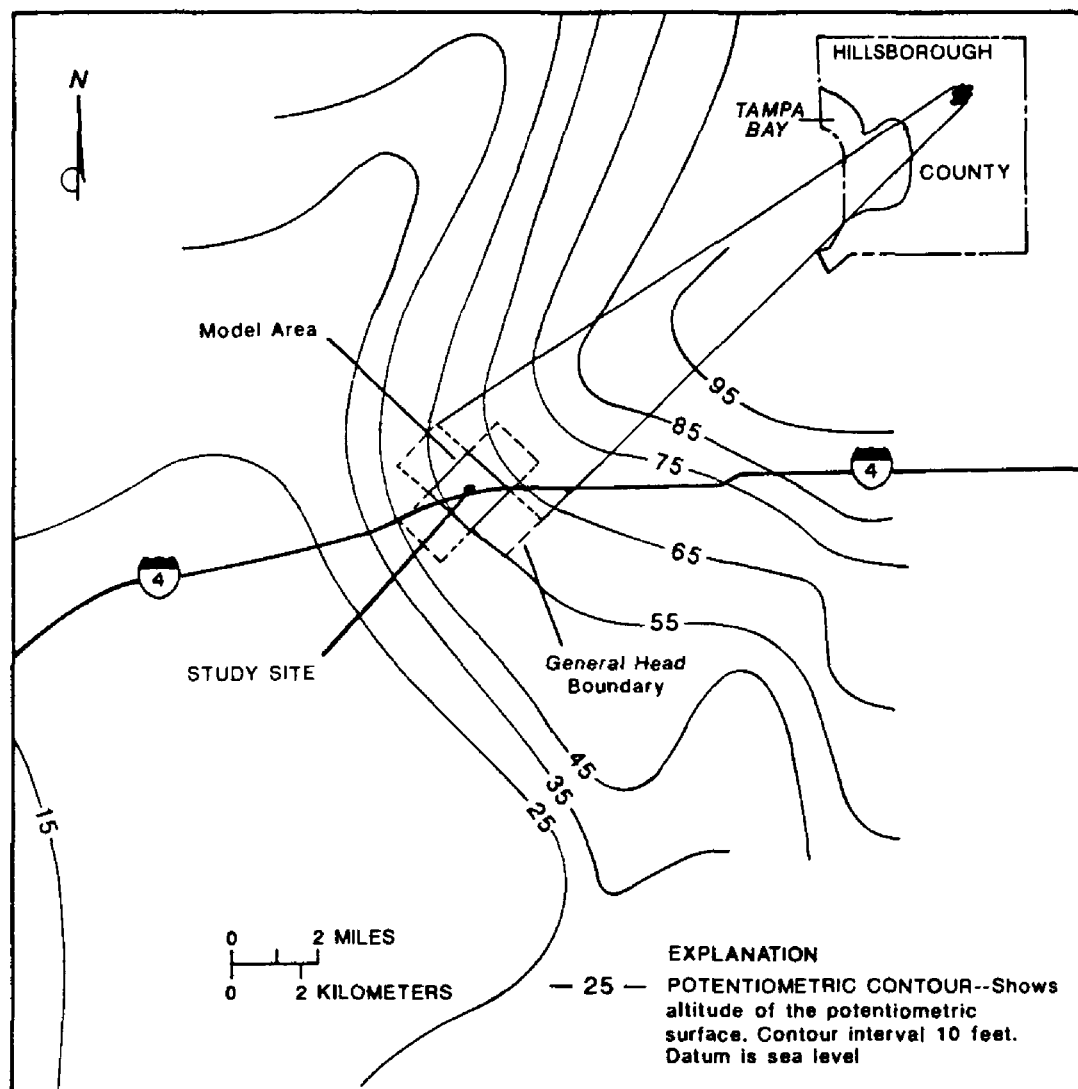 N
HILLSBOROUGH
TAMPA
BAY
COUNTY
Model Area
95
85
75
4
65
4
55
STUDY SITE
General Head
Boundary
45
35
25
15
0 2 MILES
0 2 KILOMETERS
EXPLANATION
— 25 — POTENTIOMETRIC CONTOUR--Shows
altitude of the potentiometric
surface. Contour interval 10 feet.
Datum is sea level